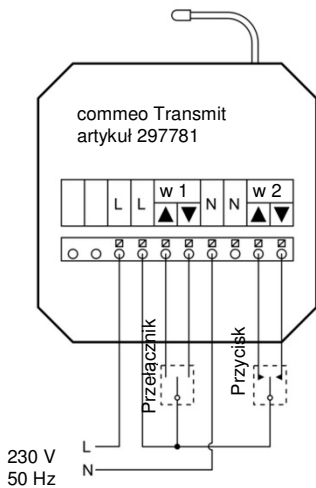 commeo Transmit
artykuł 297781
w 1
w 2
L L N N
Przełącznik
Przycisk
230 V
50 Hz
L
N